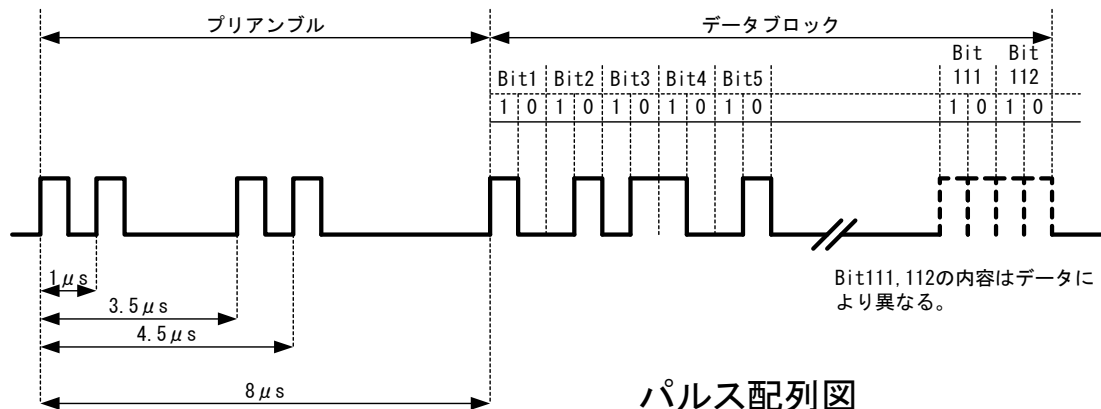 プリアンブル
データブロック
Bit1 Bit2 Bit3 Bit4 Bit5
Bit 111
Bit 112
1 0 1 0 1 0 1 0 1 0
1 0 1 0
1μs
3.5μs
4.5μs
8μs
Bit111,112の内容はデータに
より異なる。
パルス配列図